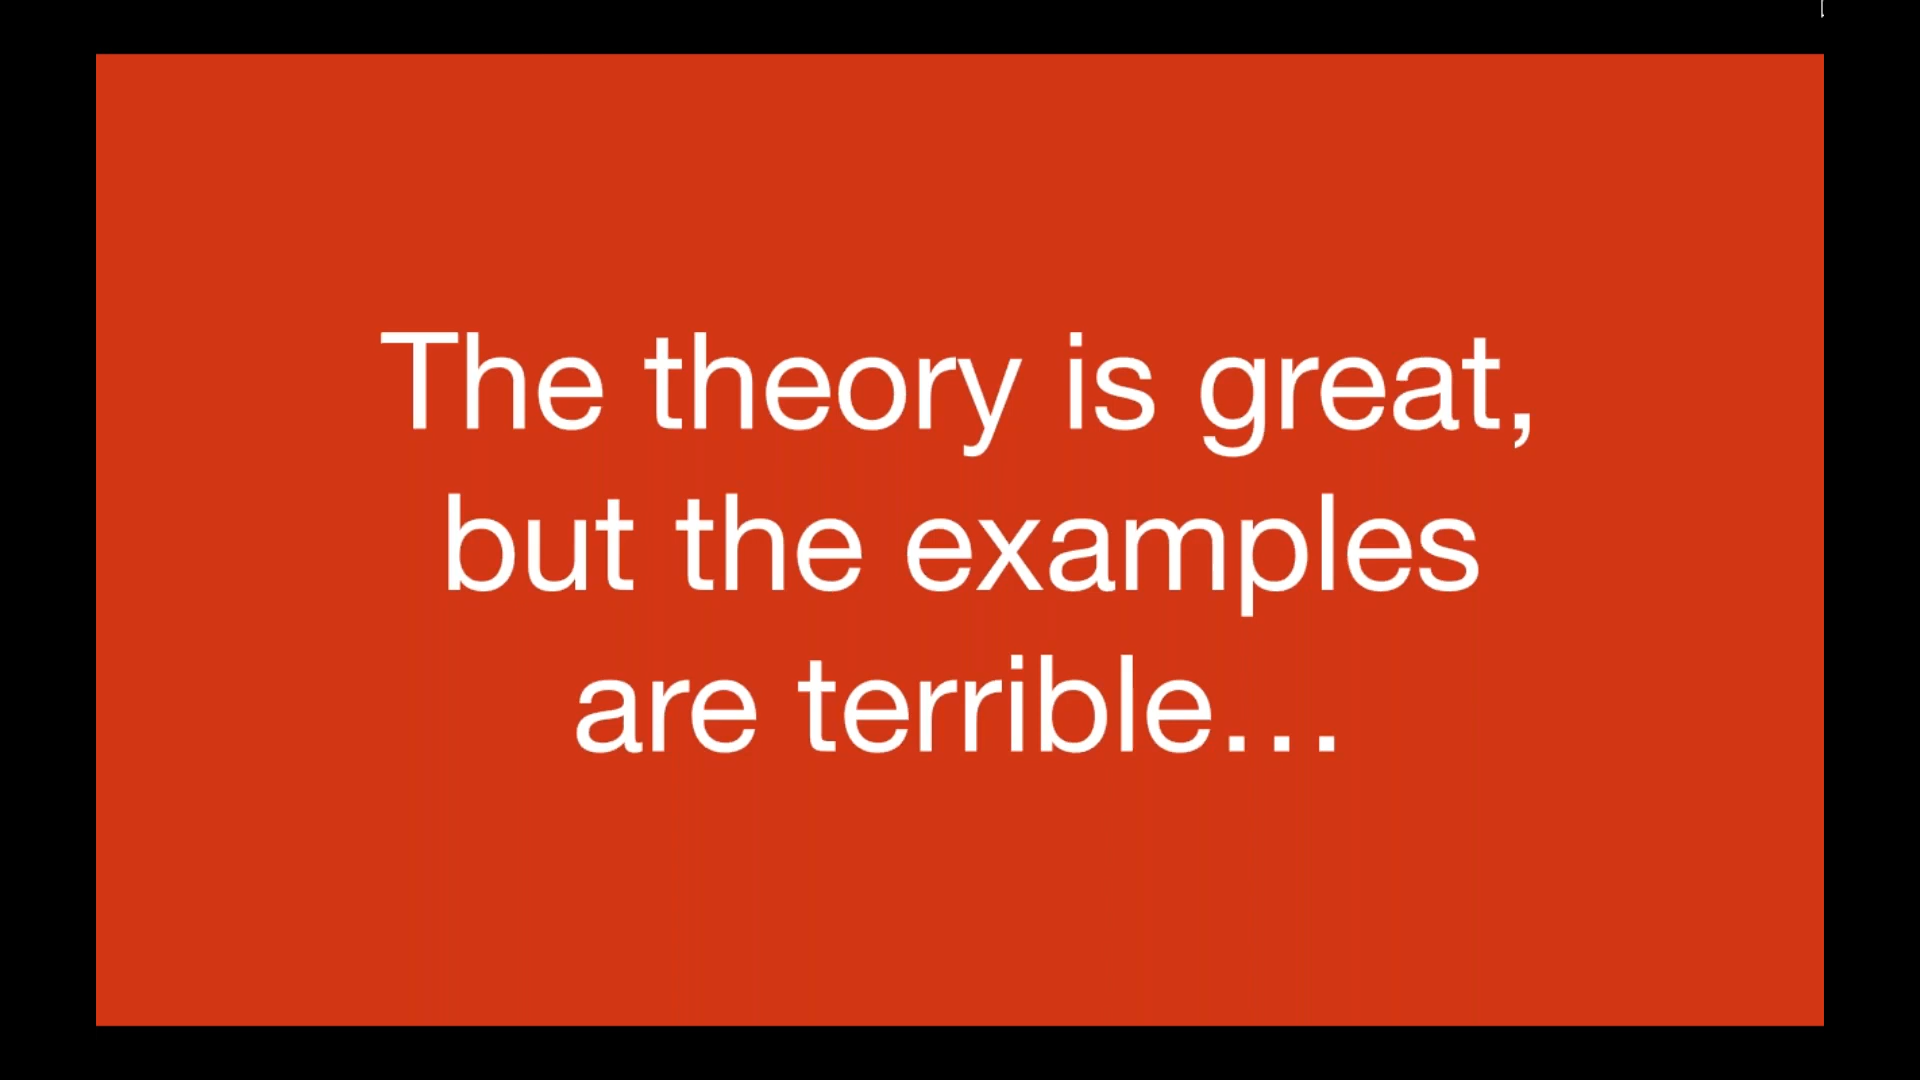 The theory is great,
but the examples
are terrible...